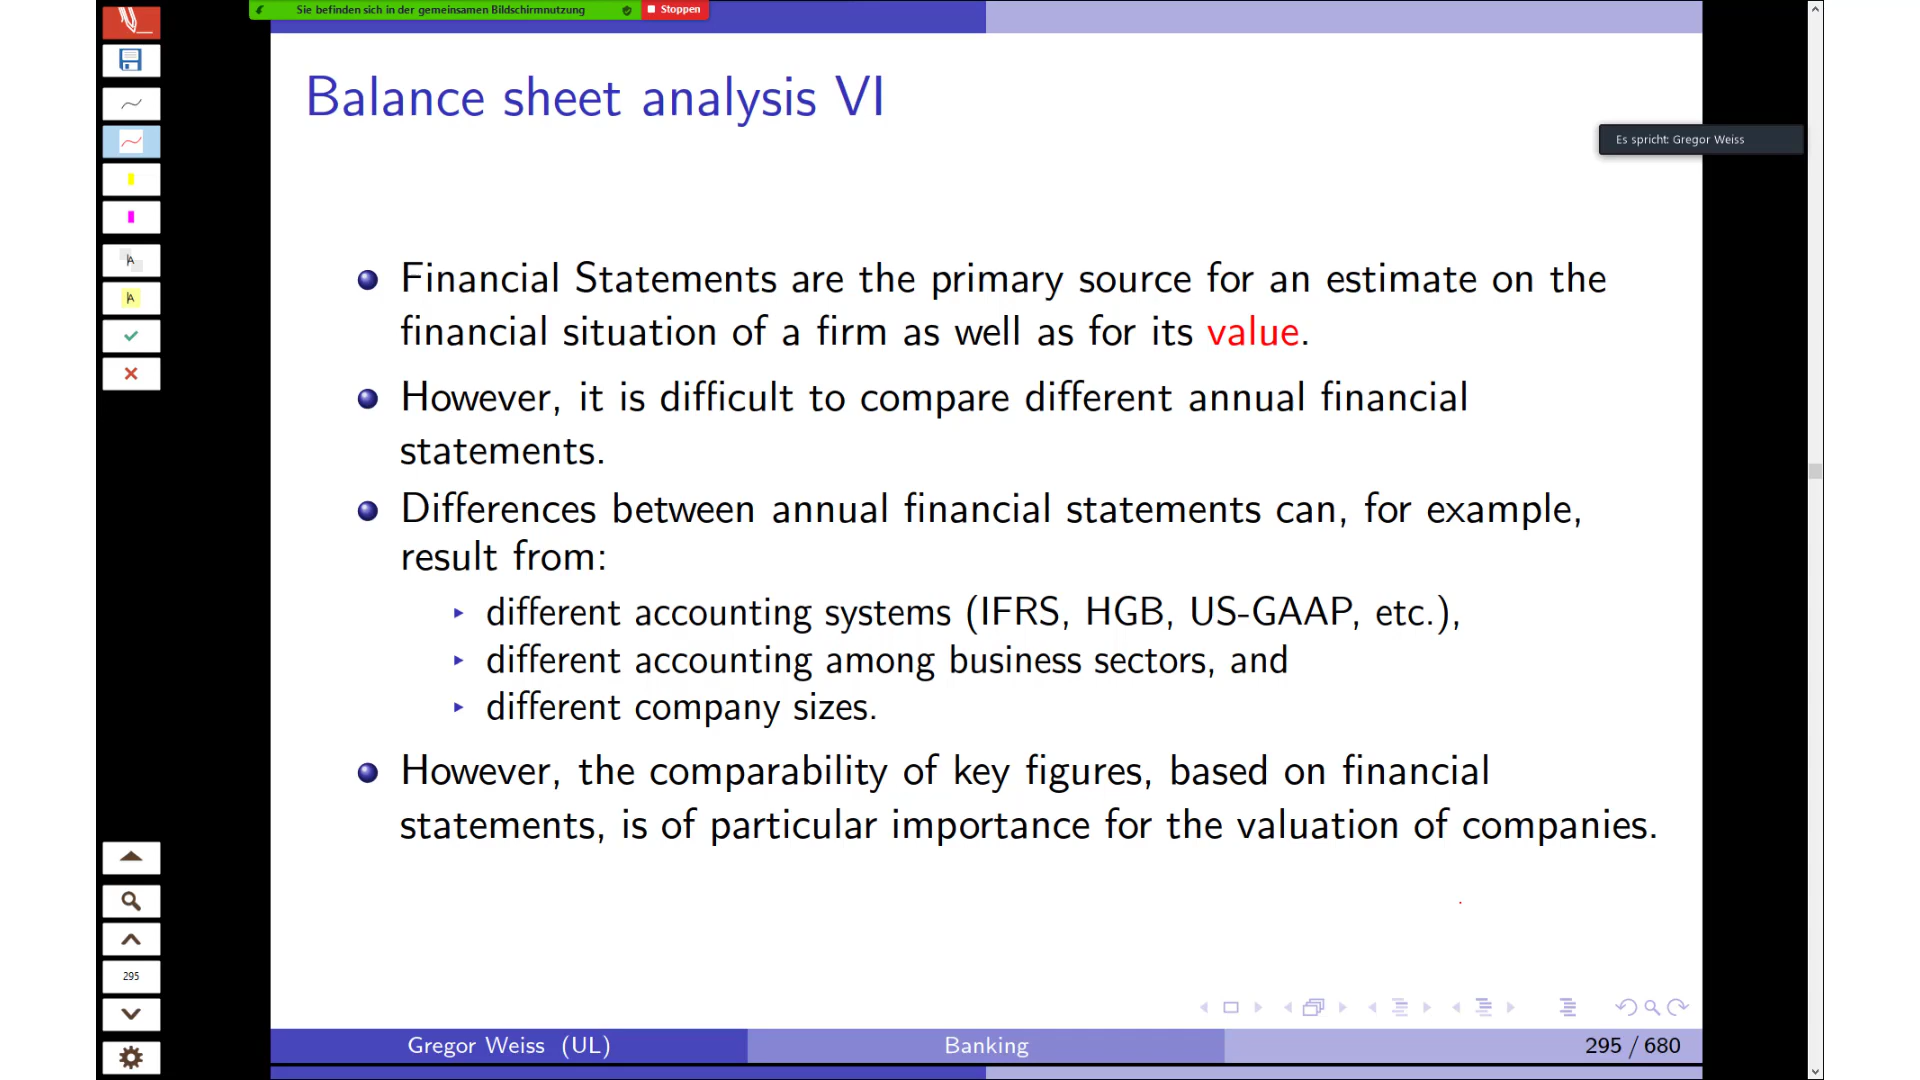 Sie befinden sich in der gemeinsamen Bildschirmnutzung
Stoppen
Balance sheet analysis VI
Es spricht: Gregor Weiss
Financial Statements are the primary source for an estimate on the
financial situation of a firm as well as for its value.
However, it is difficult to compare different annual financial
statements.
Differences between annual financial statements can, for example,
result from:
different accounting systems (IFRS, HGB, US-GAAP, etc.),
different accounting among business sectors, and
different company sizes.
However, the comparability of key figures, based on financial
statements, is of particular importance for the valuation of companies.
A
A
295
Gregor Weiss (UL)
Banking
295 / 680